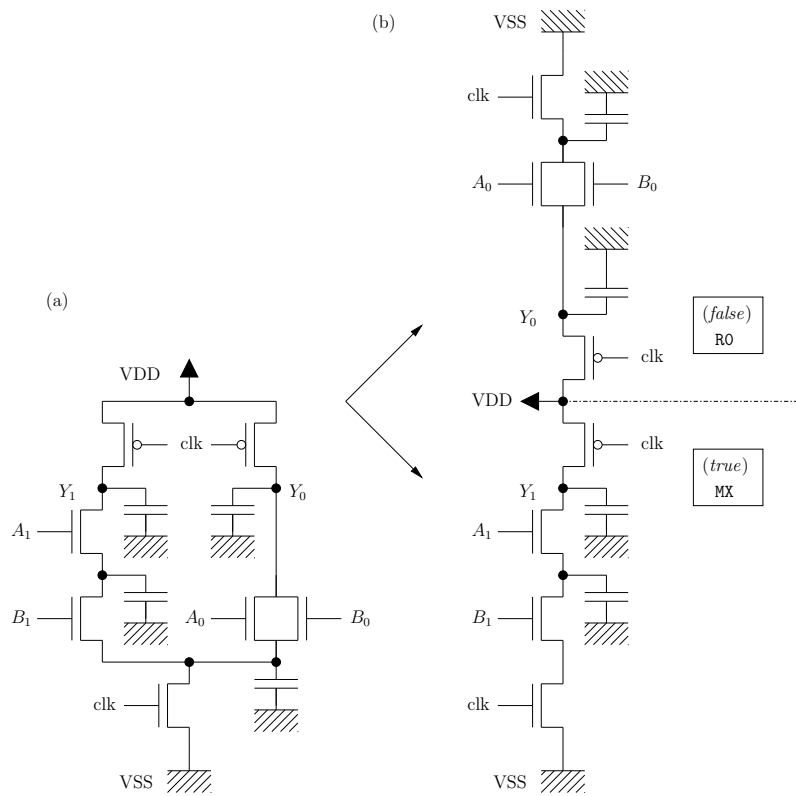 (a)
VDD
clk
Y₁
Y₀
A₁
B₁
A₀
B₀
clk
VSS
(b)
VSS
clk
A₀
B₀
Y₀
(false)
R0
clk
VDD
clk
(true)
MX
Y₁
A₁
B₁
clk
VSS